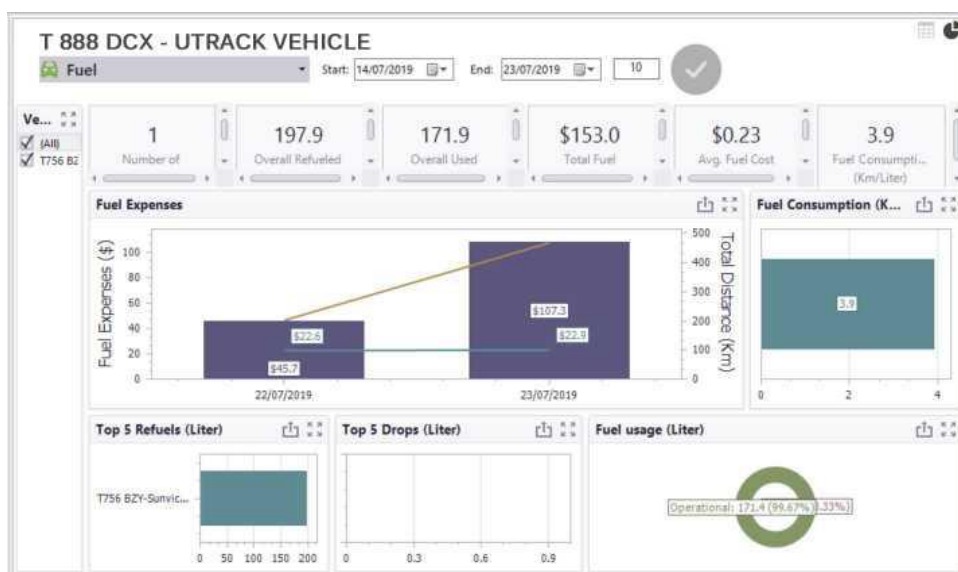 T 888 DCX - UTRACK VEHICLE
Fuel Start: 14/07/2019 End: 23/07/2019 10
Ve...
(All)
T756 BZ
1
Number of
197.9
Overall Refueled
171.9
Overall Used
$153.0
Total Fuel
$0.23
Avg. Fuel Cost
3.9
Fuel Consumpti...
(Km/Liter)
Fuel Expenses
Fuel Expenses ($)
100
80
60
40
20
0
$22.6
$45.7
$107.3
$22.9
22/07/2019 23/07/2019
500
400
300
200
100
0
Total Distance (Km)
Fuel Consumption (K...
3.9
0 2 4
Top 5 Refuels (Liter)
T756 BZY-Sunvic...
0 50 100 150 200
Top 5 Drops (Liter)
0 0.3 0.6 0.9
Fuel usage (Liter)
Operational: 171.4 (99.67%) .33%)